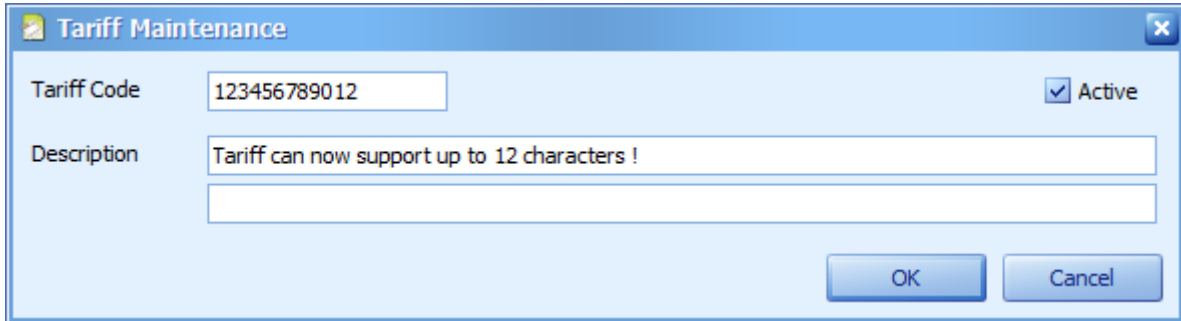 Tariff Maintenance
Tariff Code 123456789012 Active
Description Tariff can now support up to 12 characters !
OK Cancel